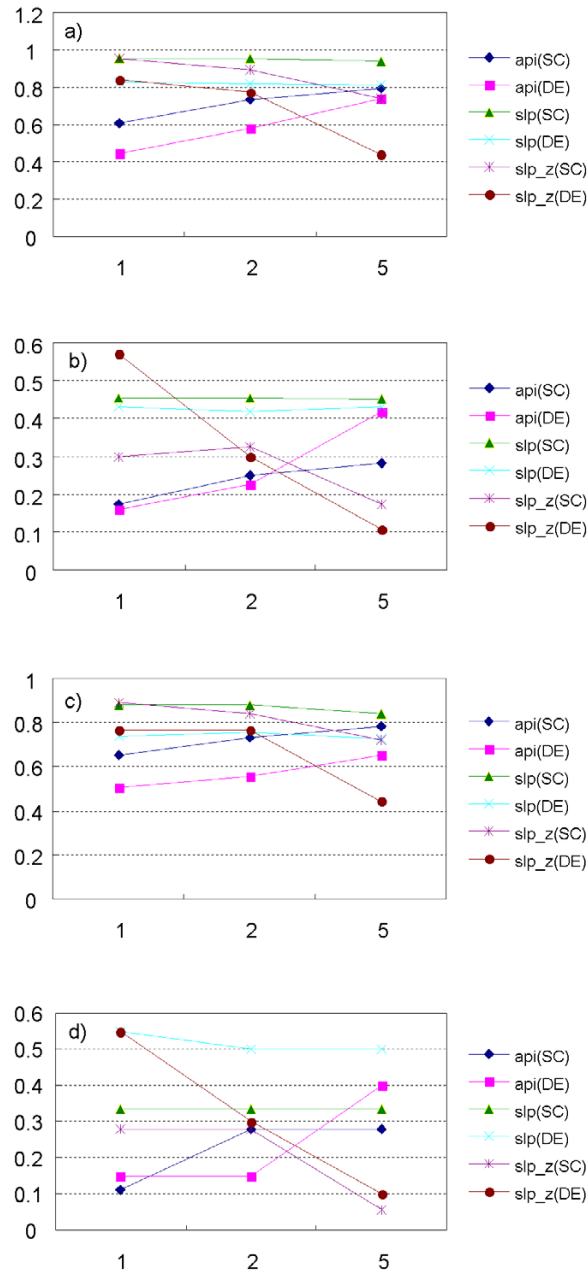 a)
1.2
1
0.8
0.6
0.4
0.2
0
1 2 5
api(SC)
api(DE)
slp(SC)
slp(DE)
slp_z(SC)
slp_z(DE)
b)
0.6
0.5
0.4
0.3
0.2
0.1
0
1 2 5
api(SC)
api(DE)
slp(SC)
slp(DE)
slp_z(SC)
slp_z(DE)
c)
1
0.8
0.6
0.4
0.2
0
1 2 5
api(SC)
api(DE)
slp(SC)
slp(DE)
slp_z(SC)
slp_z(DE)
d)
0.6
0.5
0.4
0.3
0.2
0.1
0
1 2 5
api(SC)
api(DE)
slp(SC)
slp(DE)
slp_z(SC)
slp_z(DE)